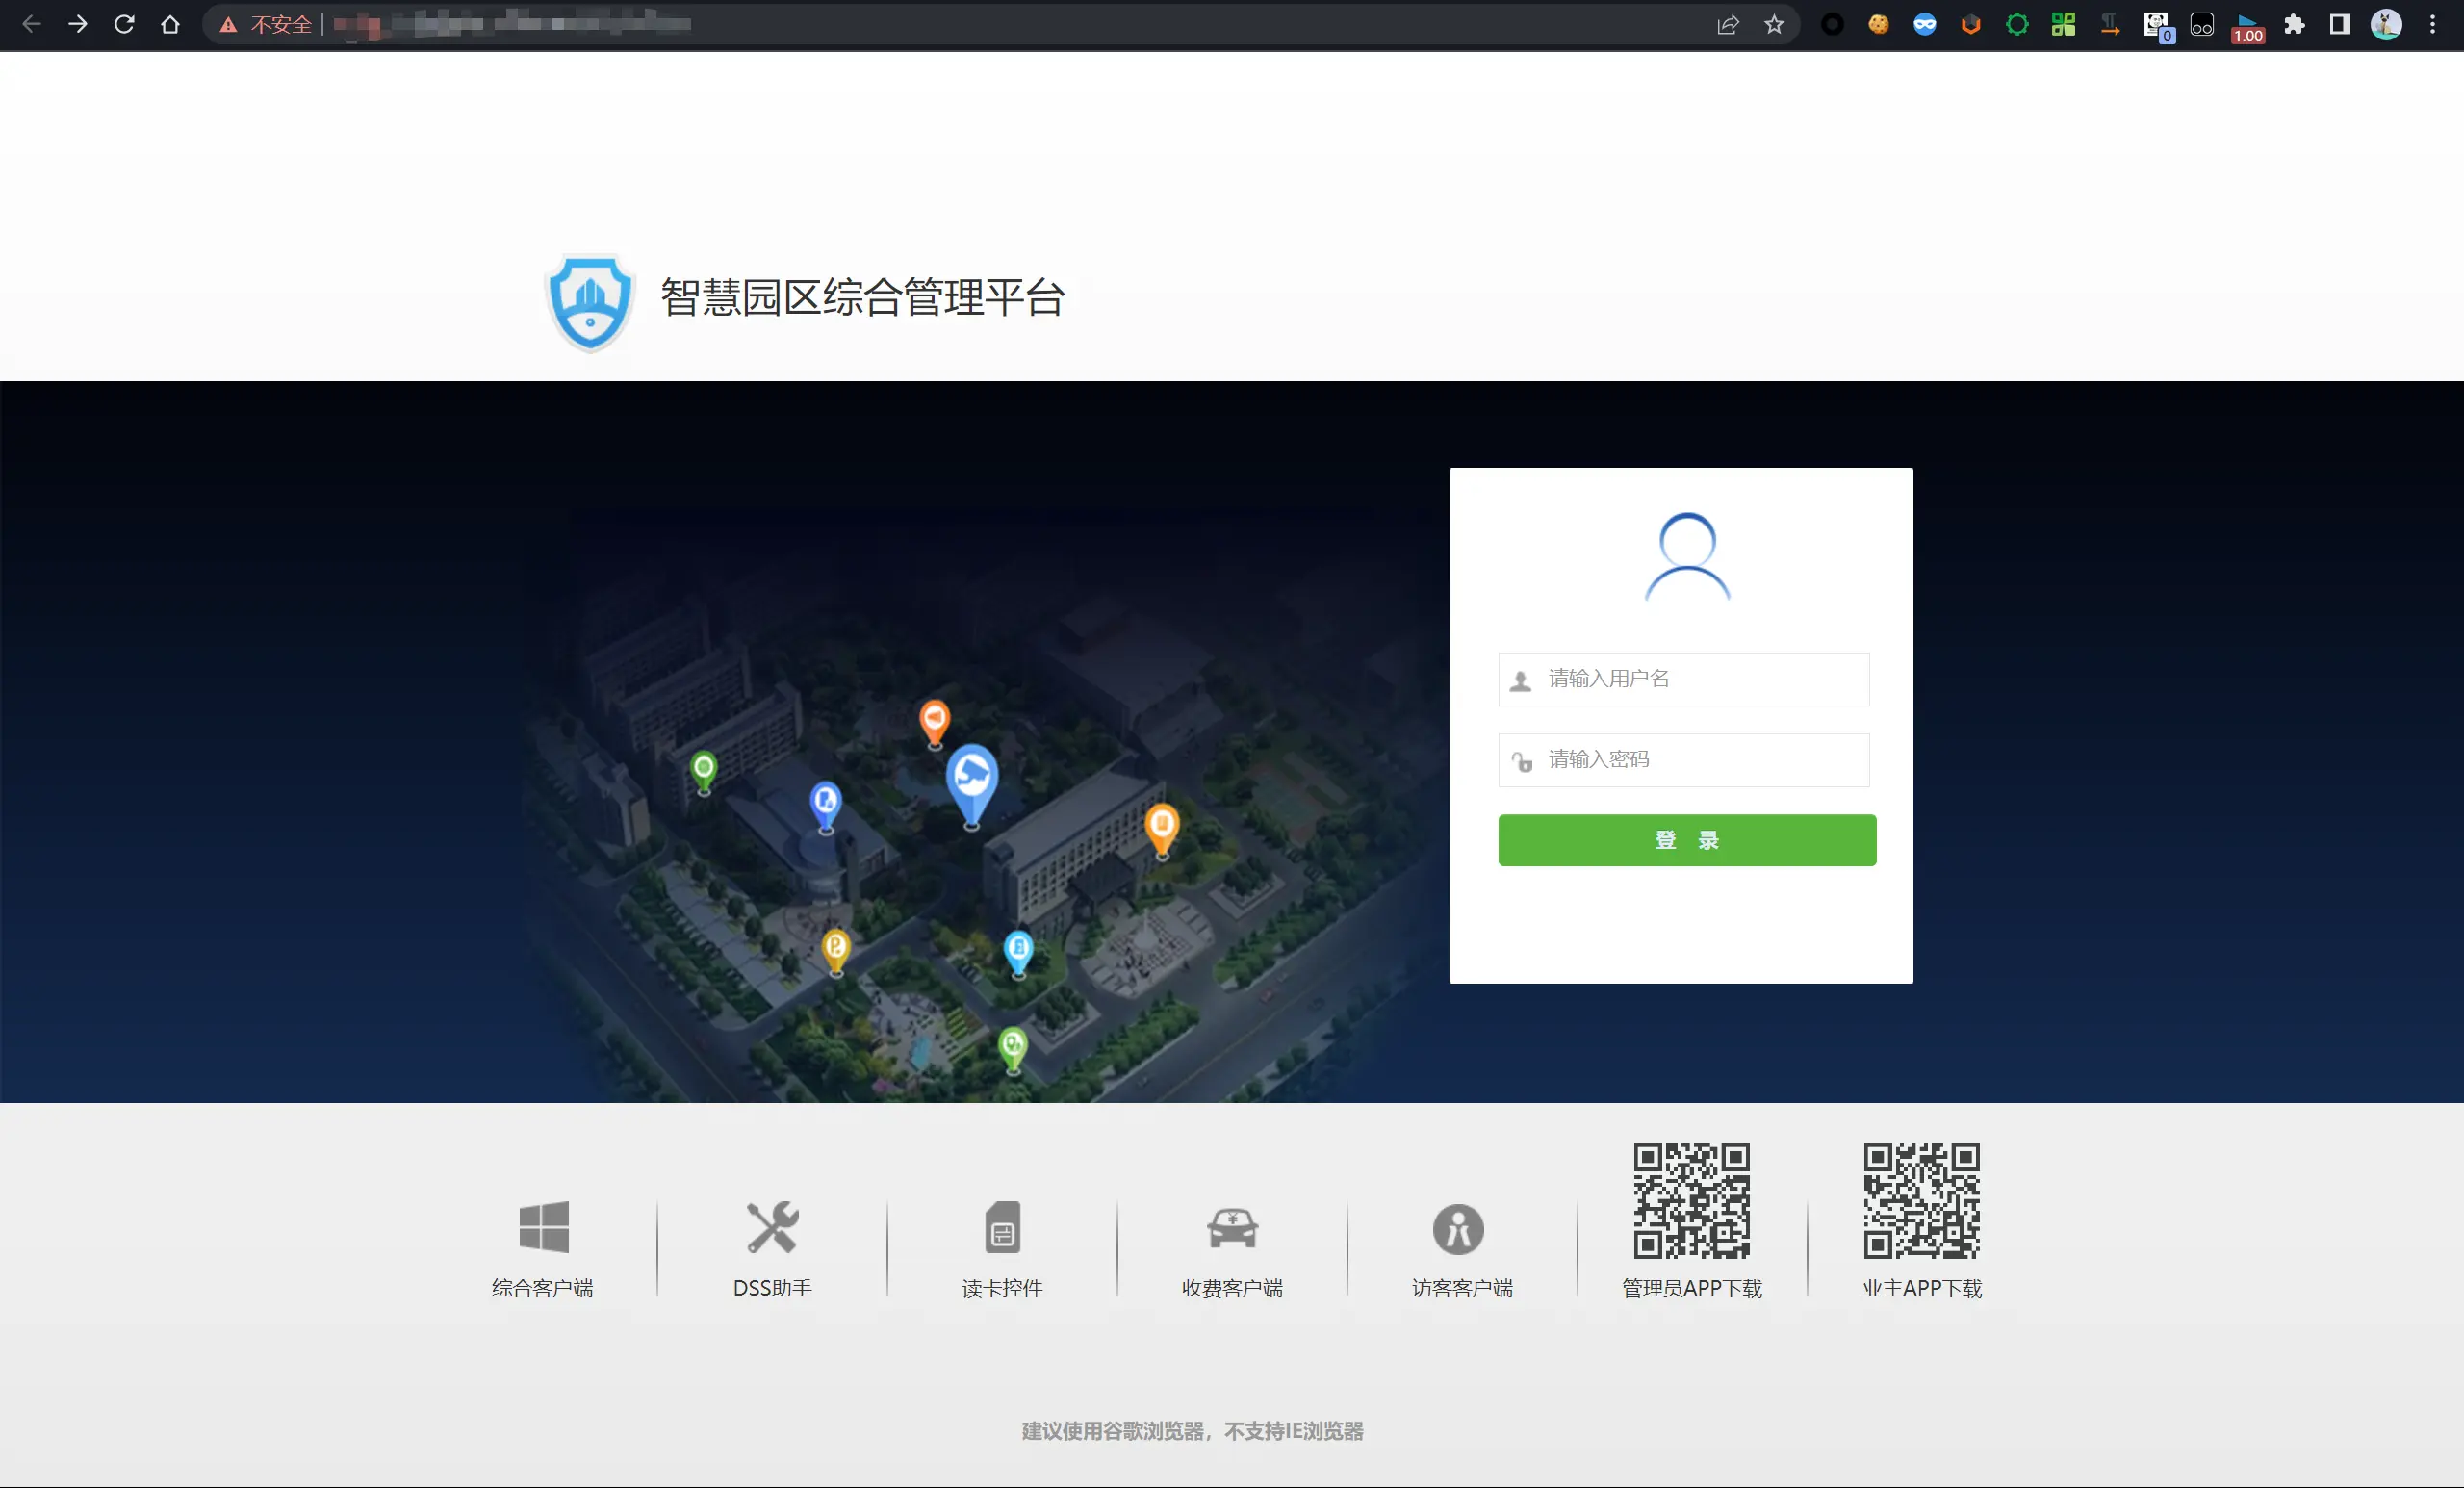 不安全
0
1.00
智慧园区综合管理平台
请输入用户名
请输入密码
登 录
综合客户端
DSS助手
读卡控件
收费客户端
访客客户端
管理员APP下载
业主APP下载
建议使用谷歌浏览器，不支持IE浏览器